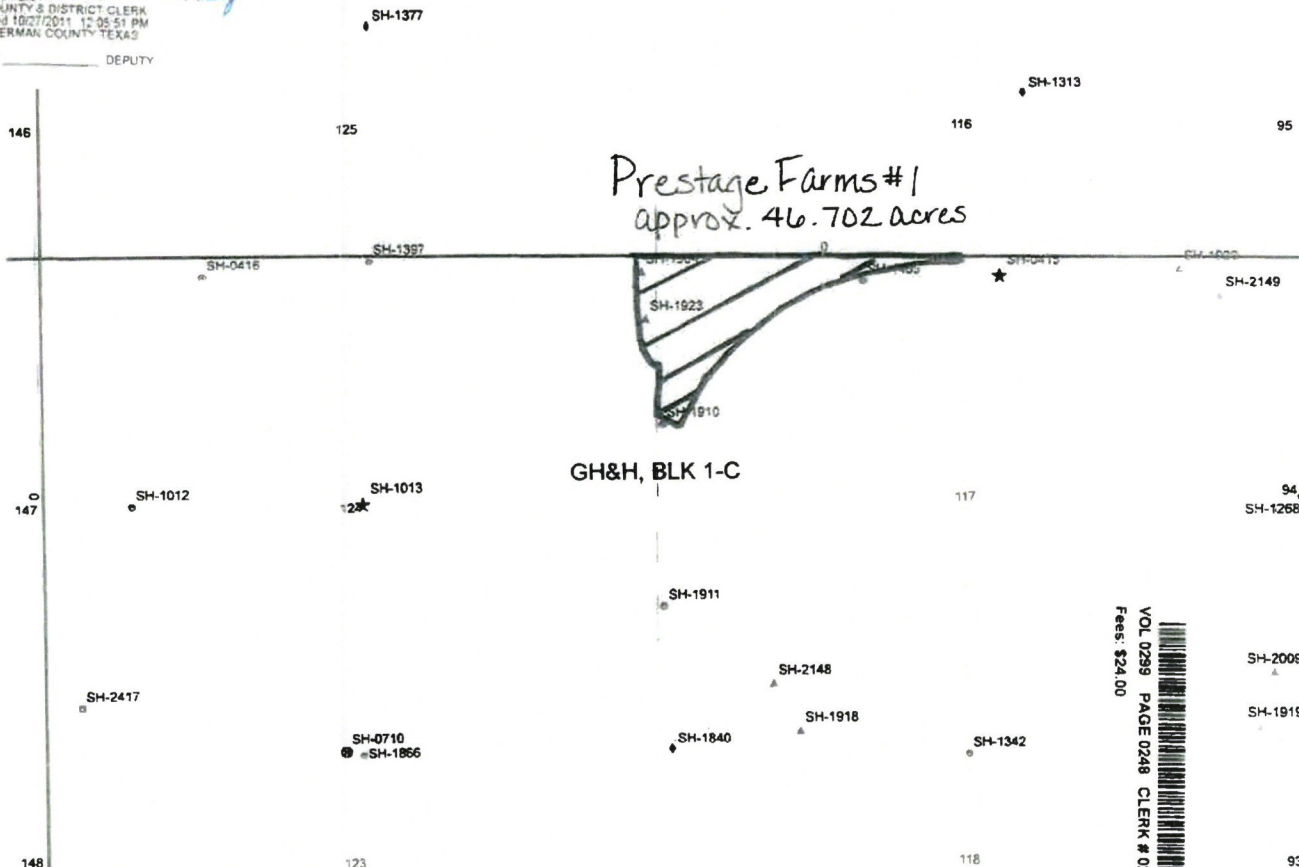 UNTY & DISTRICT CLERK
d 10/27/2011 12:05:51 PM
ERMAN COUNTY TEXAS
DEPUTY
SH-1377
SH-1313
146
125
116
95
Prestage Farms #1
approx. 46.702 acres
0
SH-1397
SH-0416
SH-0415
SH-2149
SH-1923
SH-1910
GH&H, BLK 1-C
0
147
SH-1012
SH-1013
117
94
SH-1268
SH-1911
SH-2148
SH-1918
SH-2417
SH-0710
SH-1866
SH-1840
SH-1342
SH-2009
SH-1919
VOL 0299 PAGE 0248 CLERK # 0
Fees: $24.00
148
123
118
93